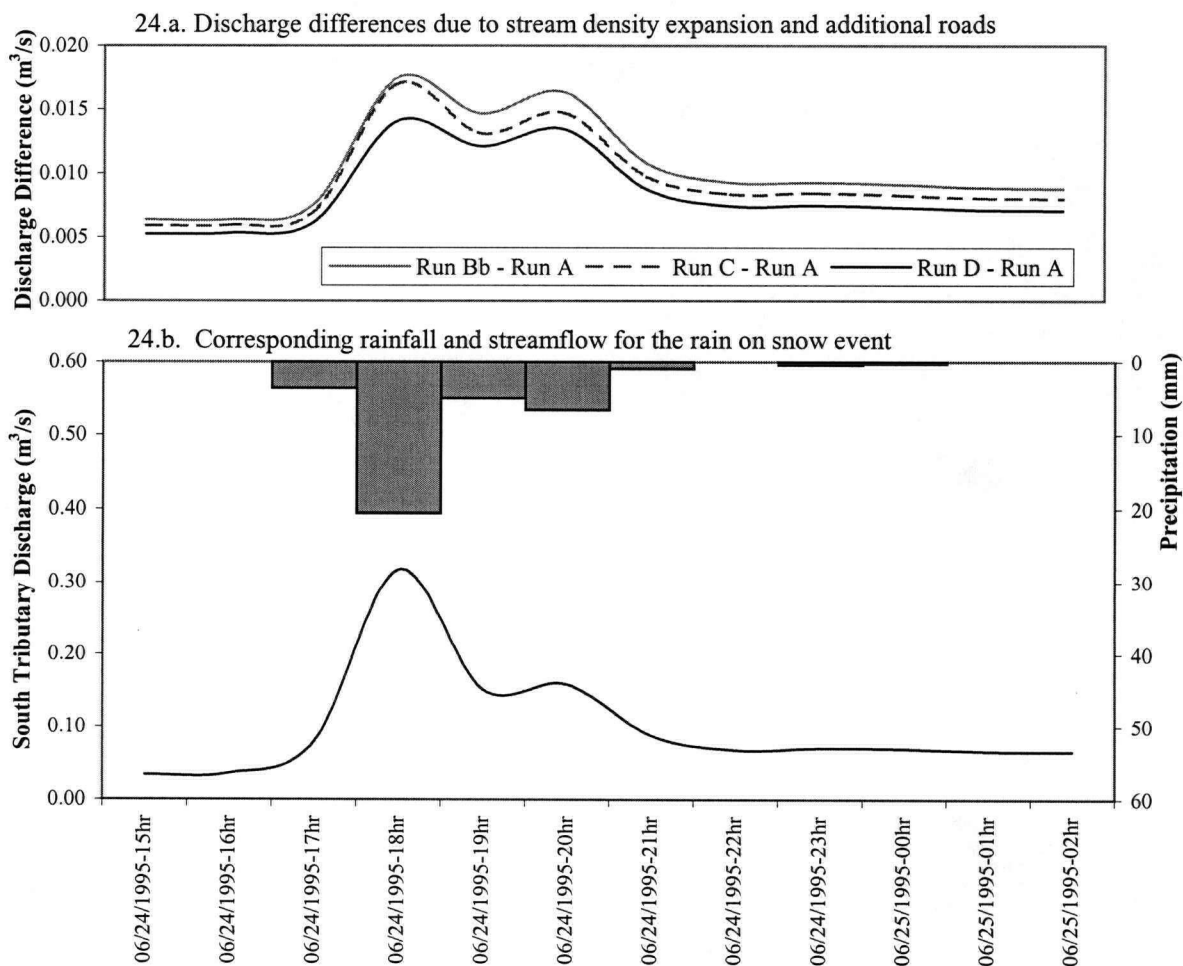 24.a. Discharge differences due to stream density expansion and additional roads
Discharge Difference (m³/s)
0.020
0.015
0.010
0.005
0.000
Run Bb - Run A
Run C - Run A
Run D - Run A
24.b. Corresponding rainfall and streamflow for the rain on snow event
South Tributary Discharge (m³/s)
0.60
0.50
0.40
0.30
0.20
0.10
0.00
0
10
20
30
40
50
60
Precipitation (mm)
06/24/1995-15hr
06/24/1995-16hr
06/24/1995-17hr
06/24/1995-18hr
06/24/1995-19hr
06/24/1995-20hr
06/24/1995-21hr
06/24/1995-22hr
06/24/1995-23hr
06/25/1995-00hr
06/25/1995-01hr
06/25/1995-02hr